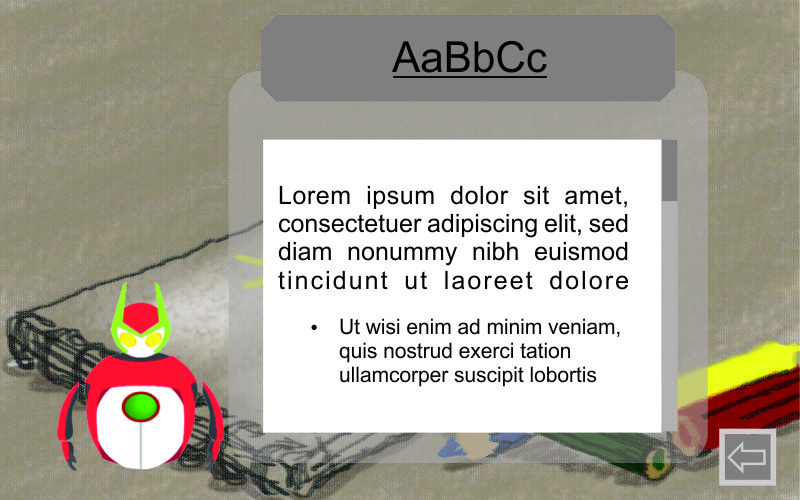 AaBbCc
Lorem ipsum dolor sit amet,
consectetuer adipiscing elit, sed
diam nonummy nibh euismod
tincidunt ut laoreet dolore
• Ut wisi enim ad minim veniam,
quis nostrud exerci tation
ullamcorper suscipit lobortis